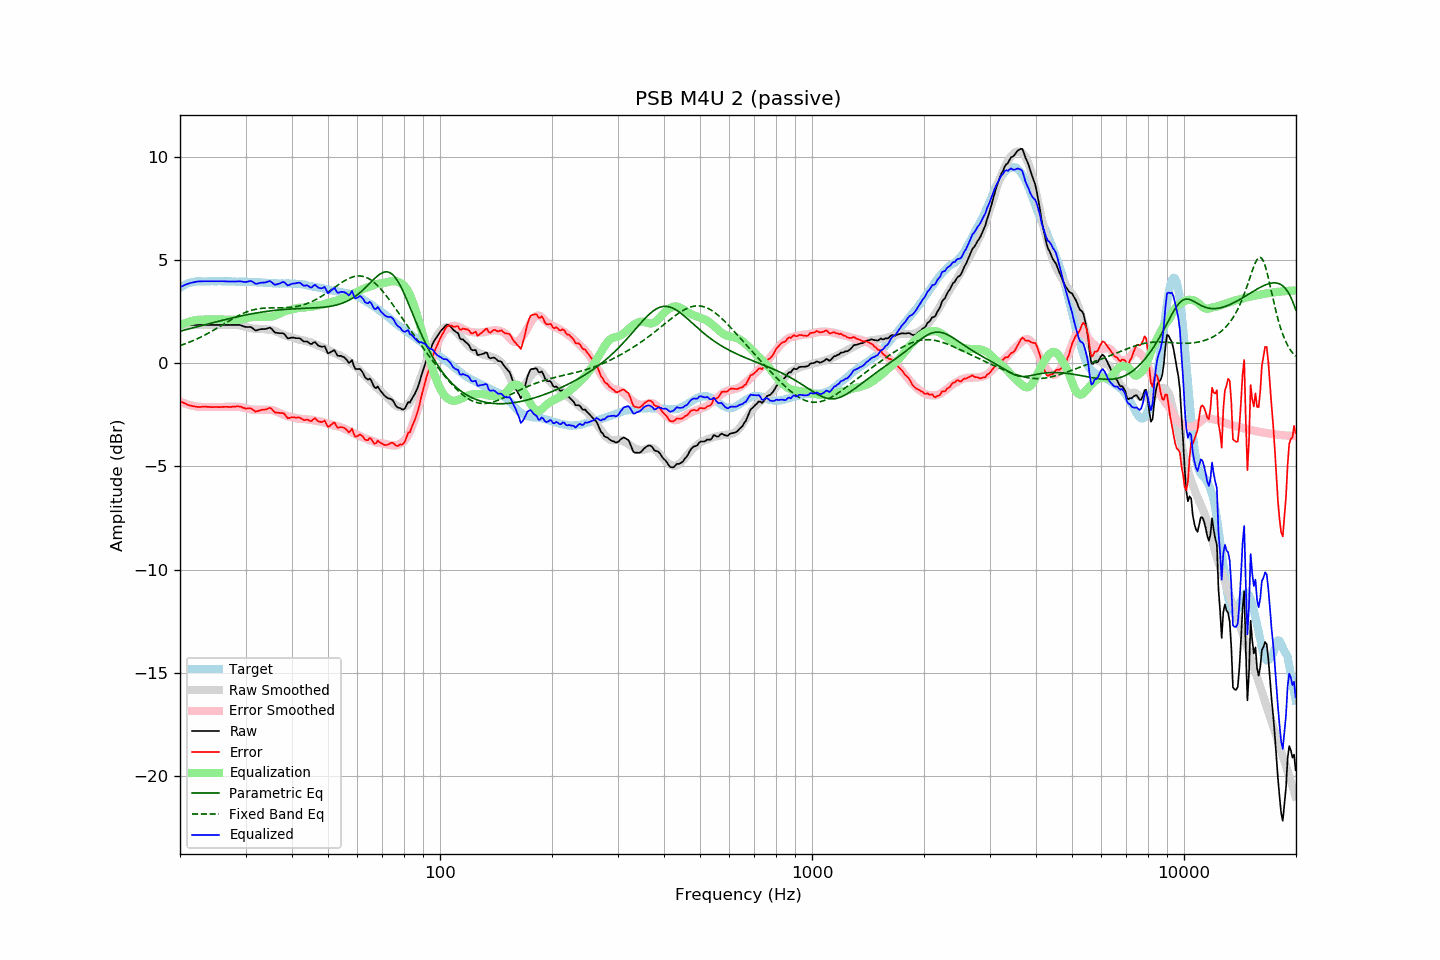 PSB M4U 2 (passive)
10
5
0
−5
−10
−15
−20
Amplitude (dBr)
Target
Raw Smoothed
Error Smoothed
Raw
Error
Equalization
Parametric Eq
Fixed Band Eq
Equalized
100
1000
10000
Frequency (Hz)